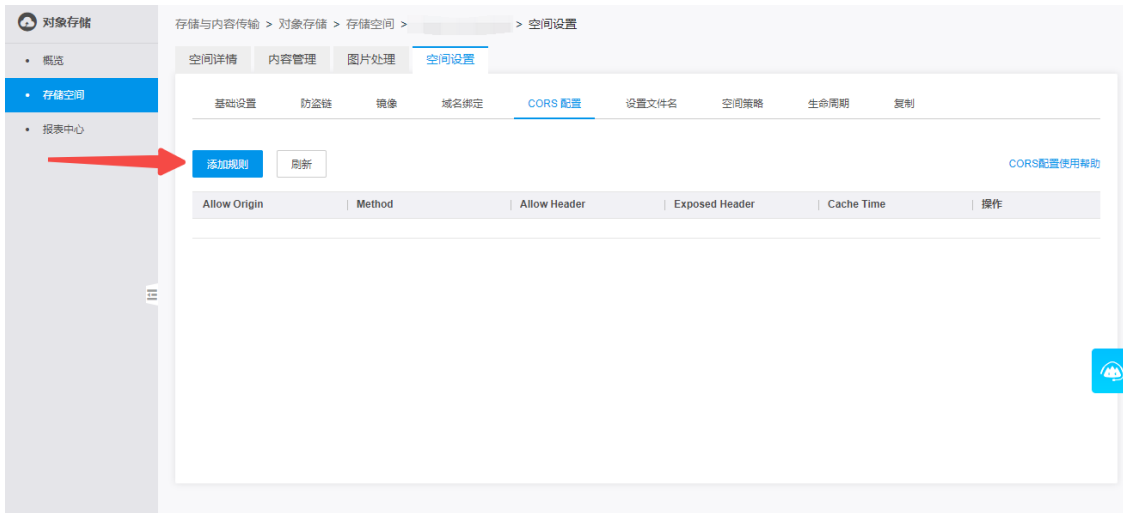 对象存储
存储与内容传输 > 对象存储 > 存储空间 > > 空间设置
概览
存储空间
报表中心
空间详情 内容管理 图片处理 空间设置
基础设置 防盗链 镜像 域名绑定 CORS 配置 设置文件名 空间策略 生命周期 复制
添加规则 刷新 CORS配置使用帮助
Allow Origin Method Allow Header Exposed Header Cache Time 操作